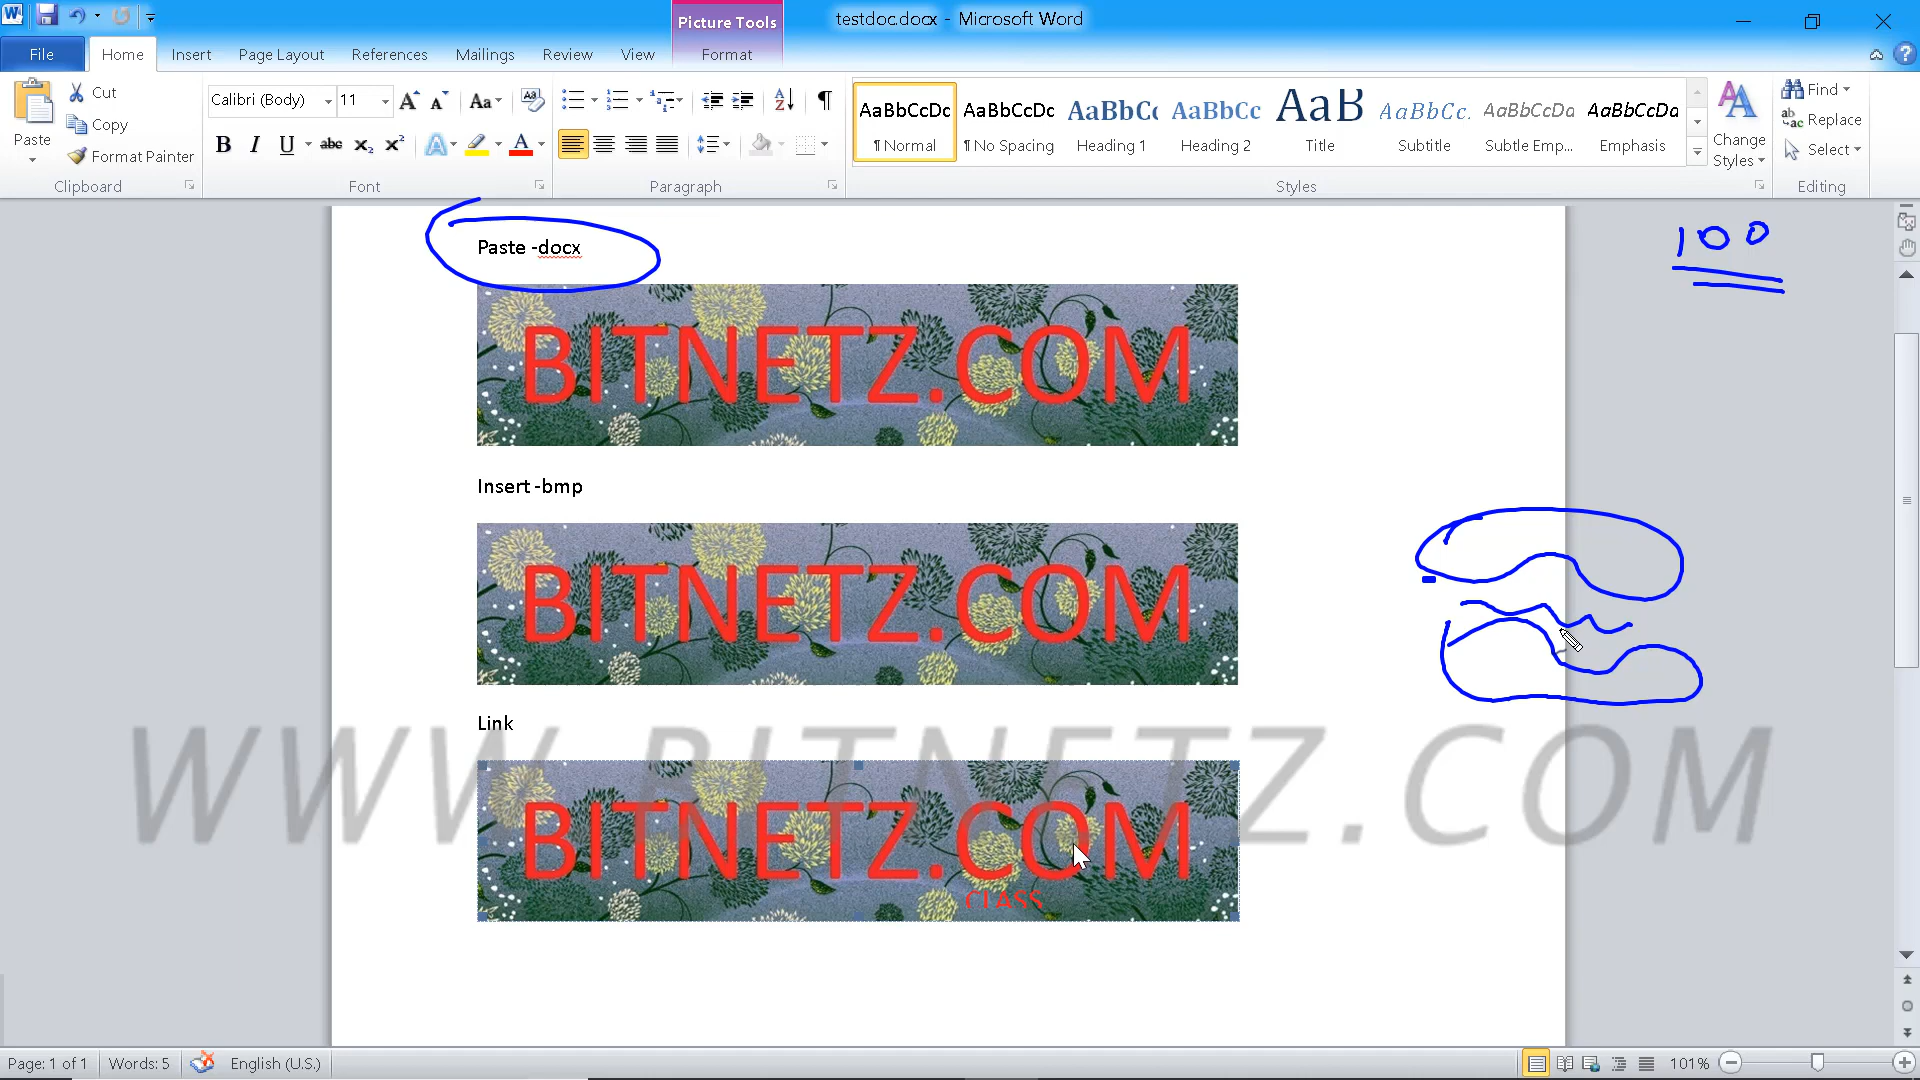 testdoc.docx - Microsoft Word
Picture Tools
File Home Insert Page Layout References Mailings Review View Format
Cut
Copy
Format Painter
Paste
Clipboard
Calibri (Body) 11
Font
Paragraph
AaBbCcDc AaBbCcDc AaBbCc AaBbCc AaB AaBbCc. AaBbCcDa AaBbCcDa
¶ Normal ¶ No Spacing Heading 1 Heading 2 Title Subtitle Subtle Emp... Emphasis
Change Styles
Styles
Find
Replace
Select
Editing
100
Paste -docx
BITNETZ.COM
Insert -bmp
BITNETZ.COM
Link
WWW.BITNETZ.COM
BITNETZ.COM
CLASS
Page: 1 of 1 Words: 5 English (U.S.) 101%